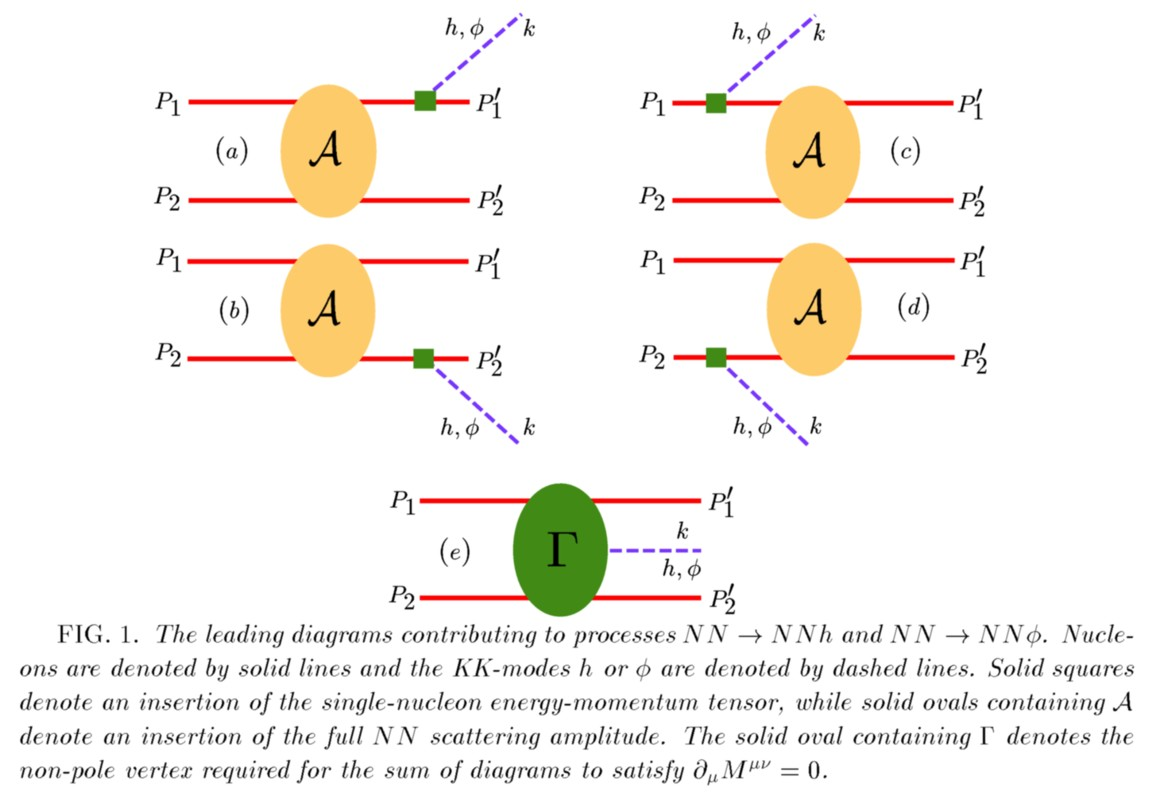 h, ϕ k
P₁ 𝒜 P₁′
(a)
P₂ P₂′
h, ϕ k
P₁ 𝒜 P₁′
(c)
P₂ P₂′
P₁ 𝒜 P₁′
(b)
P₂ P₂′
h, ϕ k
P₁ 𝒜 P₁′
(d)
P₂ P₂′
h, ϕ k
P₁ P₁′
(e) Γ k
h, ϕ
P₂ P₂′
FIG. 1. The leading diagrams contributing to processes NN → NNh and NN → NNϕ. Nucle-
ons are denoted by solid lines and the KK-modes h or ϕ are denoted by dashed lines. Solid squares
denote an insertion of the single-nucleon energy-momentum tensor, while solid ovals containing 𝒜
denote an insertion of the full NN scattering amplitude. The solid oval containing Γ denotes the
non-pole vertex required for the sum of diagrams to satisfy ∂μM^μν = 0.